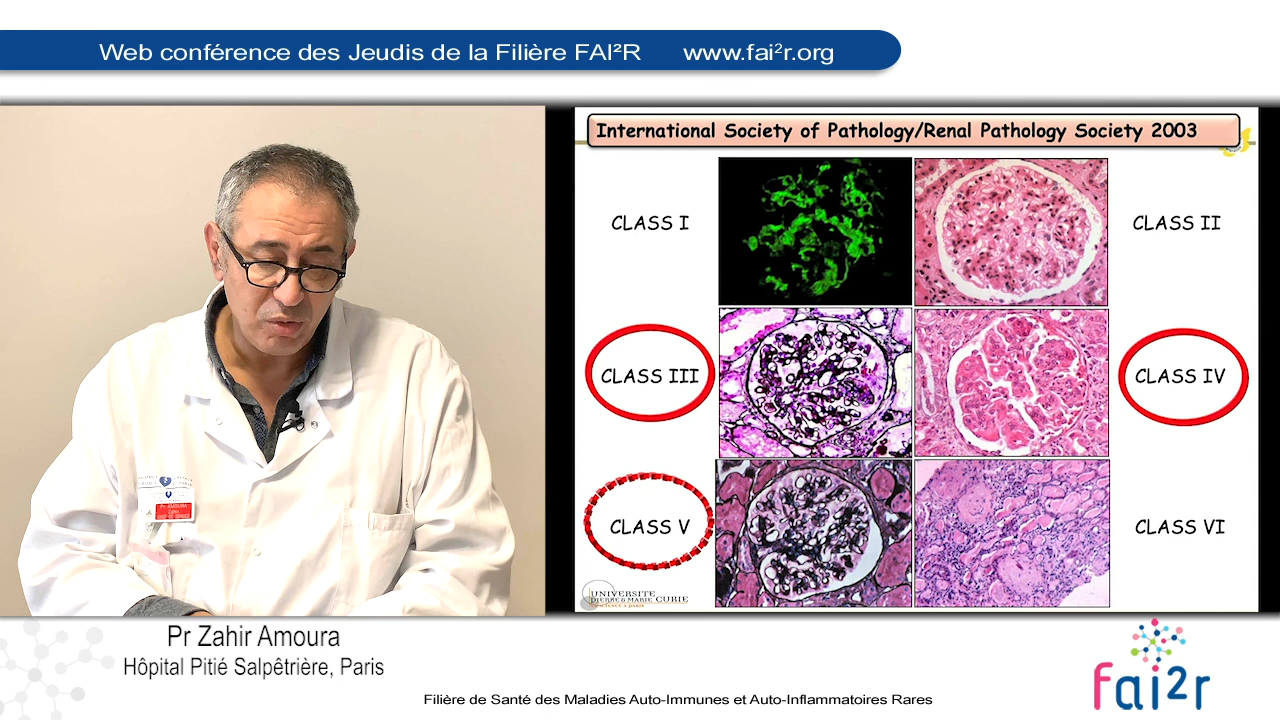 Web conférence des Jeudis de la Filière FAI²R www.fai²r.org
International Society of Pathology/Renal Pathology Society 2003
CLASS I
CLASS II
CLASS III
CLASS IV
CLASS V
CLASS VI
UNIVERSITE
PIERRE & MARIE CURIE
Pr Zahir Amoura
Hôpital Pitié Salpêtrière, Paris
fai2r
Filière de Santé des Maladies Auto-Immunes et Auto-Inflammatoires Rares